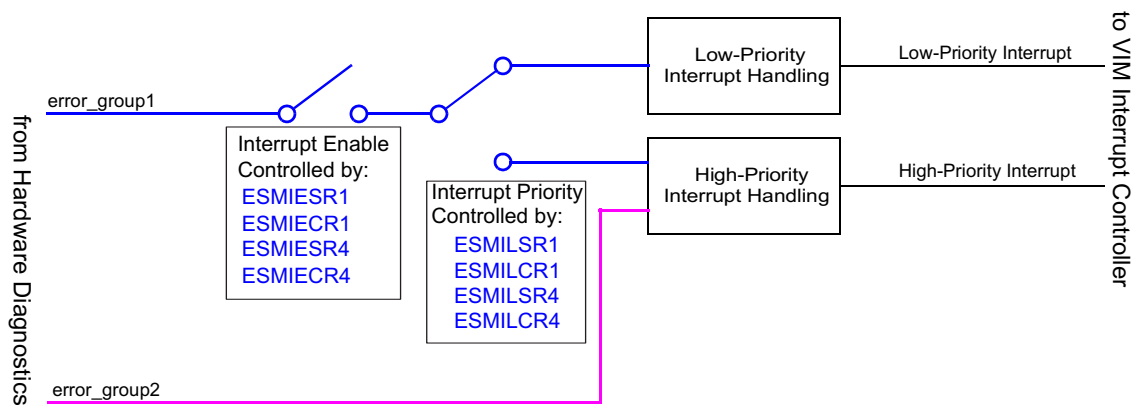 from Hardware Diagnostics
error_group1
Interrupt Enable
Controlled by:
ESMIESR1
ESMIECR1
ESMIESR4
ESMIECR4
Interrupt Priority
Controlled by:
ESMILSR1
ESMILCR1
ESMILSR4
ESMILCR4
error_group2
Low-Priority
Interrupt Handling
Low-Priority Interrupt
High-Priority
Interrupt Handling
High-Priority Interrupt
to VIM Interrupt Controller